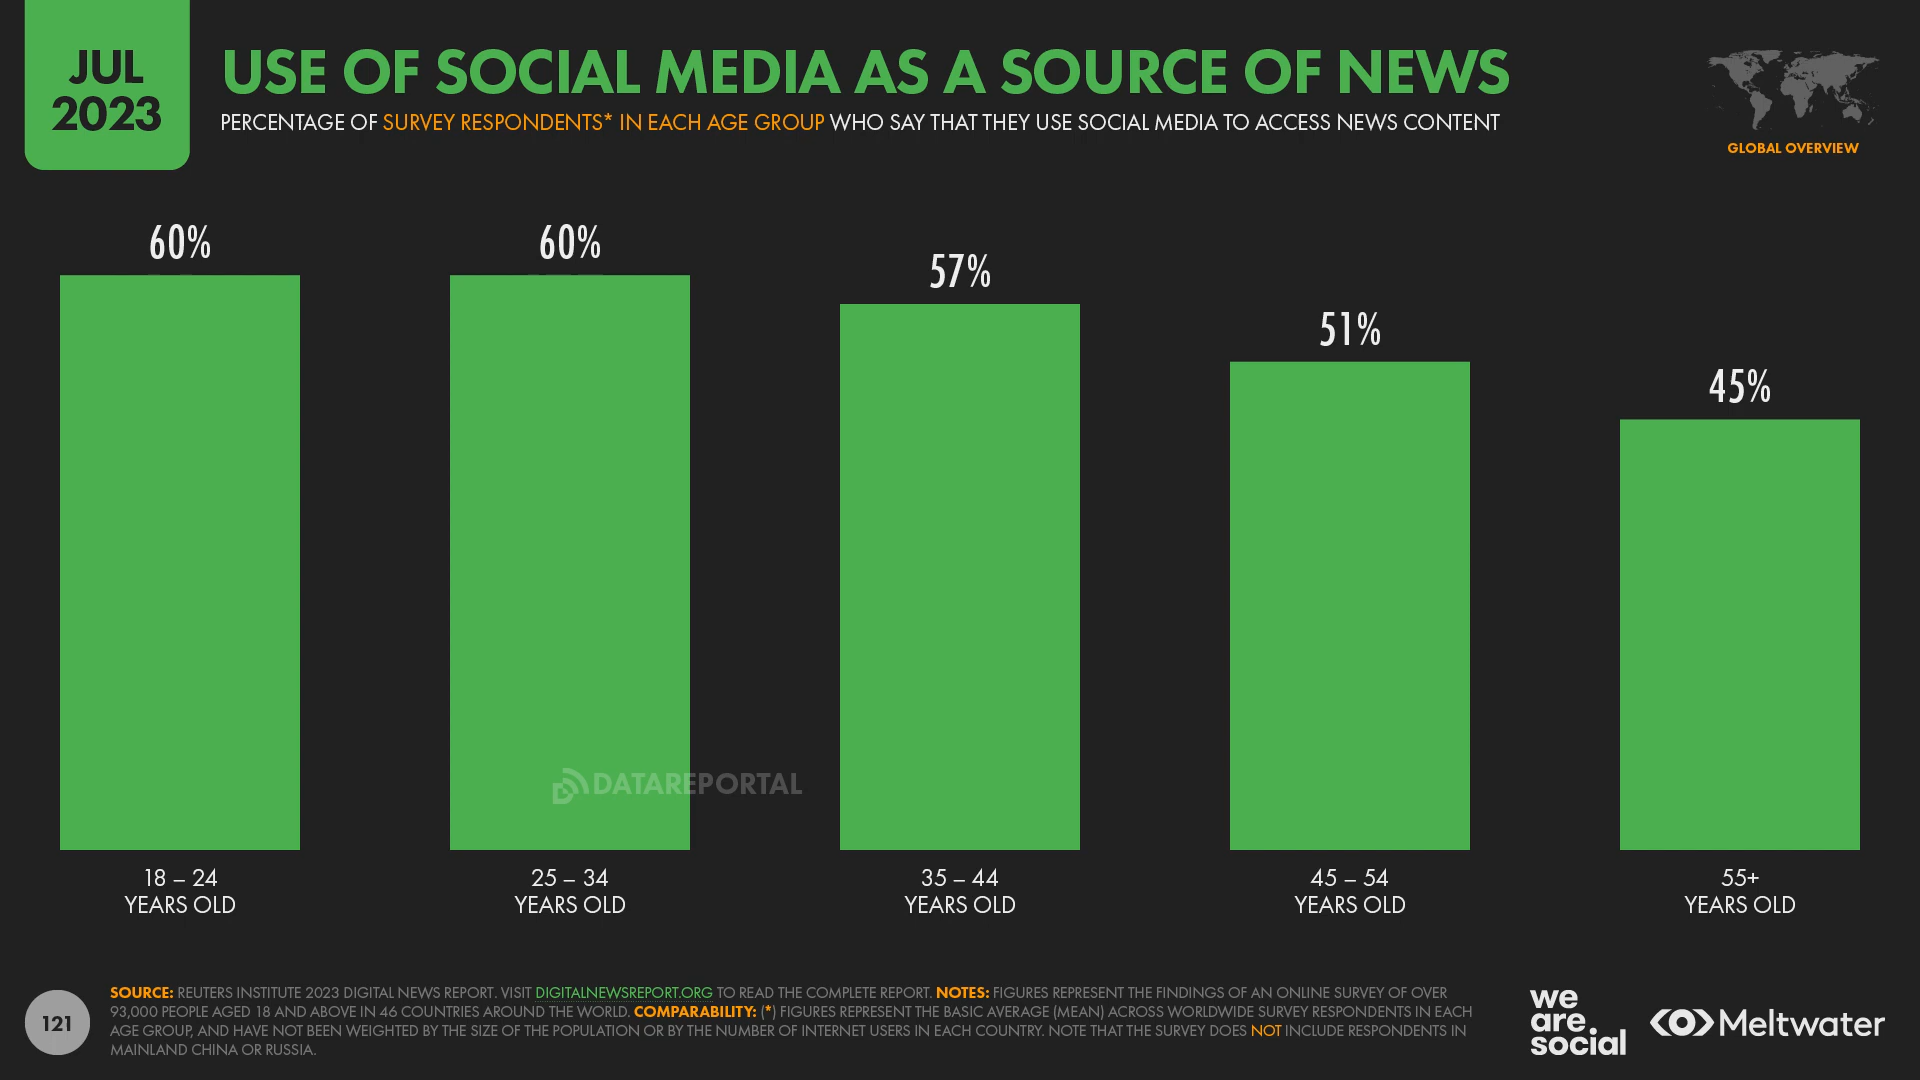 JUL
2023
USE OF SOCIAL MEDIA AS A SOURCE OF NEWS
PERCENTAGE OF SURVEY RESPONDENTS* IN EACH AGE GROUP WHO SAY THAT THEY USE SOCIAL MEDIA TO ACCESS NEWS CONTENT
GLOBAL OVERVIEW
60%
60%
57%
51%
45%
DATAREPORTAL
18 – 24
YEARS OLD
25 – 34
YEARS OLD
35 – 44
YEARS OLD
45 – 54
YEARS OLD
55+
YEARS OLD
121
SOURCE: REUTERS INSTITUTE 2023 DIGITAL NEWS REPORT. VISIT DIGITALNEWSREPORT.ORG TO READ THE COMPLETE REPORT. NOTES: FIGURES REPRESENT THE FINDINGS OF AN ONLINE SURVEY OF OVER
93,000 PEOPLE AGED 18 AND ABOVE IN 46 COUNTRIES AROUND THE WORLD. COMPARABILITY: (*) FIGURES REPRESENT THE BASIC AVERAGE (MEAN) ACROSS WORLDWIDE SURVEY RESPONDENTS IN EACH
AGE GROUP, AND HAVE NOT BEEN WEIGHTED BY THE SIZE OF THE POPULATION OR BY THE NUMBER OF INTERNET USERS IN EACH COUNTRY. NOTE THAT THE SURVEY DOES NOT INCLUDE RESPONDENTS IN
MAINLAND CHINA OR RUSSIA.
we
are
social
Meltwater